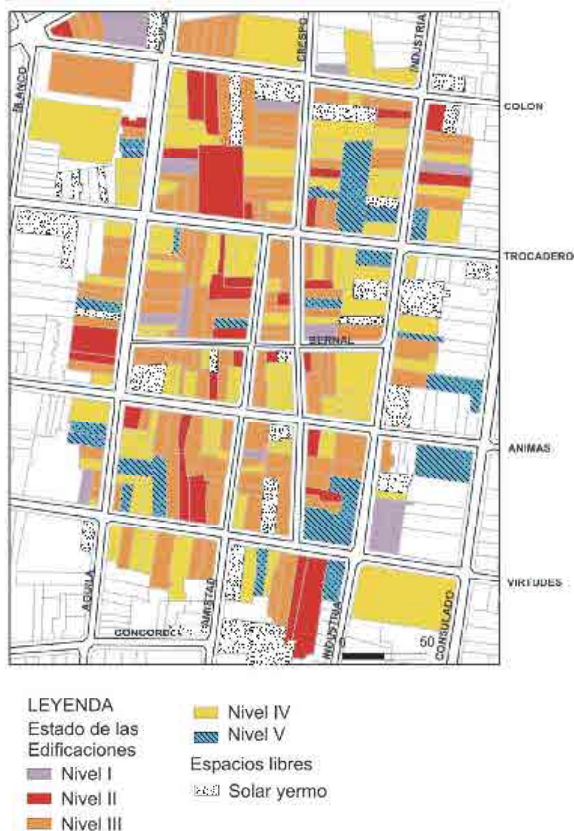 CRESPO
INDUSTRIA
BLANCO
COLON
TROCADERO
BERNAL
ANIMAS
VIRTUDES
AGUILA
AMISTAD
CONCORD
INDUSTRIA
CONSULADO
0 50
LEYENDA
Estado de las
Edificaciones
Nivel I
Nivel II
Nivel III
Nivel IV
Nivel V
Espacios libres
Solar yermo